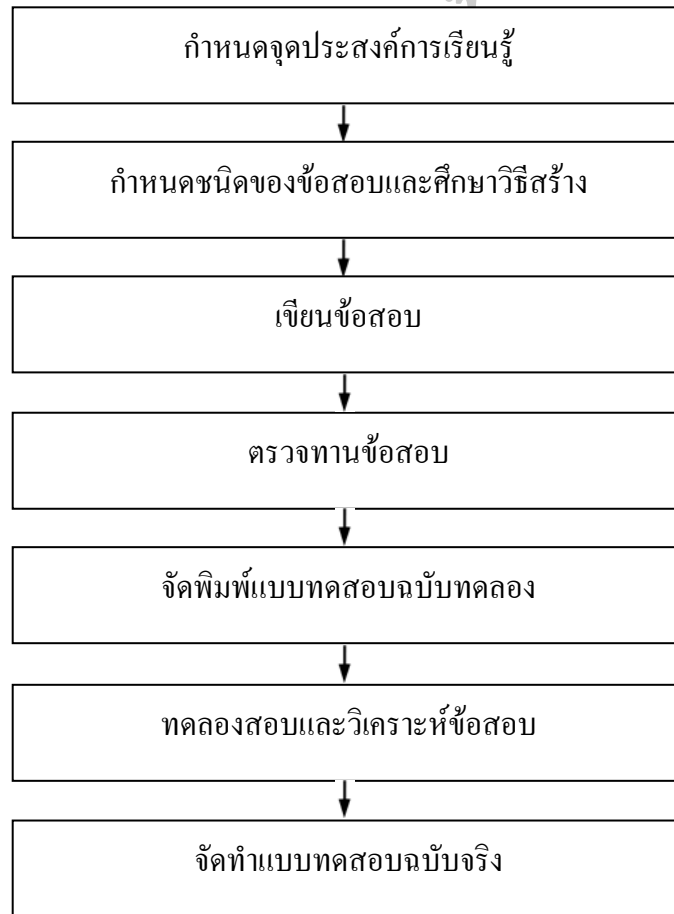 กำหนดจุดประสงค์การเรียนรู้
กำหนดชนิดของข้อสอบและศึกษาวิธีสร้าง
เขียนข้อสอบ
ตรวจทานข้อสอบ
จัดพิมพ์แบบทดสอบฉบับทดลอง
ทดลองสอบและวิเคราะห์ข้อสอบ
จัดทำแบบทดสอบฉบับจริง